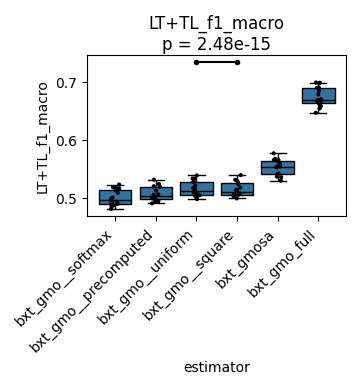 LT+TL_f1_macro
p = 2.48e-15
LT+TL_f1_macro
0.7
0.6
0.5
bxt_gmo__softmax
bxt_gmo__precomputed
bxt_gmo__uniform
bxt_gmo__square
bxt_gmosa
bxt_gmo_full
estimator